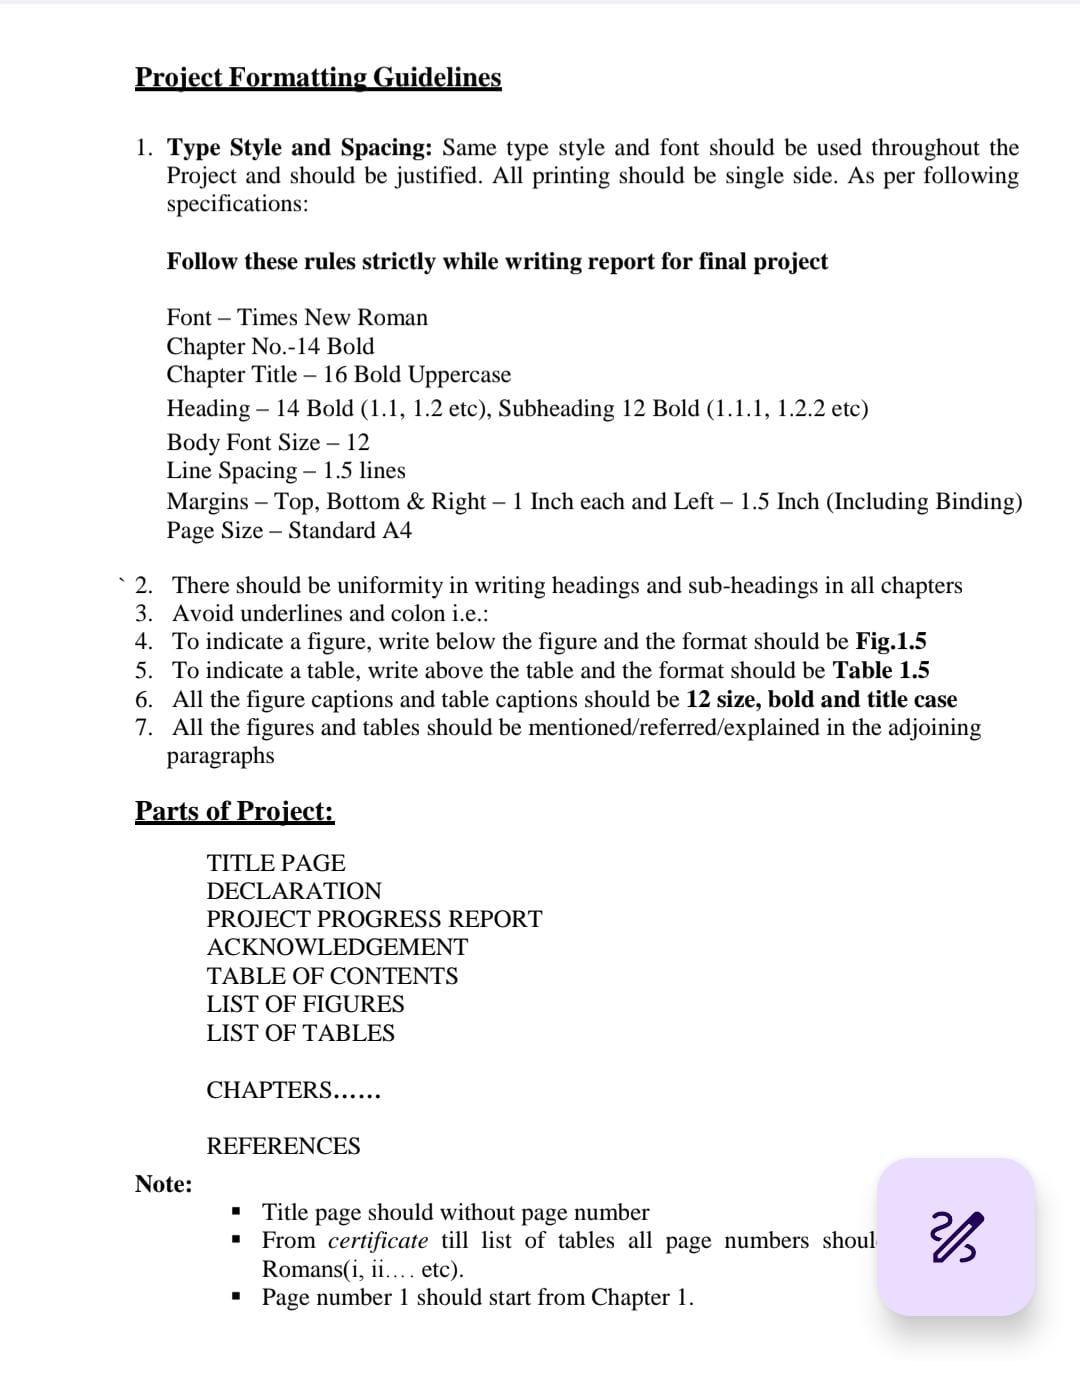 Project Formatting Guidelines
1. Type Style and Spacing: Same type style and font should be used throughout the
Project and should be justified. All printing should be single side. As per following
specifications:
Follow these rules strictly while writing report for final project
Font – Times New Roman
Chapter No.-14 Bold
Chapter Title – 16 Bold Uppercase
Heading – 14 Bold (1.1, 1.2 etc), Subheading 12 Bold (1.1.1, 1.2.2 etc)
Body Font Size – 12
Line Spacing – 1.5 lines
Margins – Top, Bottom & Right – 1 Inch each and Left – 1.5 Inch (Including Binding)
Page Size – Standard A4
` 2. There should be uniformity in writing headings and sub-headings in all chapters
3. Avoid underlines and colon i.e.:
4. To indicate a figure, write below the figure and the format should be Fig.1.5
5. To indicate a table, write above the table and the format should be Table 1.5
6. All the figure captions and table captions should be 12 size, bold and title case
7. All the figures and tables should be mentioned/referred/explained in the adjoining
paragraphs
Parts of Project:
TITLE PAGE
DECLARATION
PROJECT PROGRESS REPORT
ACKNOWLEDGEMENT
TABLE OF CONTENTS
LIST OF FIGURES
LIST OF TABLES
CHAPTERS……
REFERENCES
Note:
▪ Title page should without page number
▪ From certificate till list of tables all page numbers shoul
Romans(i, ii…. etc).
▪ Page number 1 should start from Chapter 1.